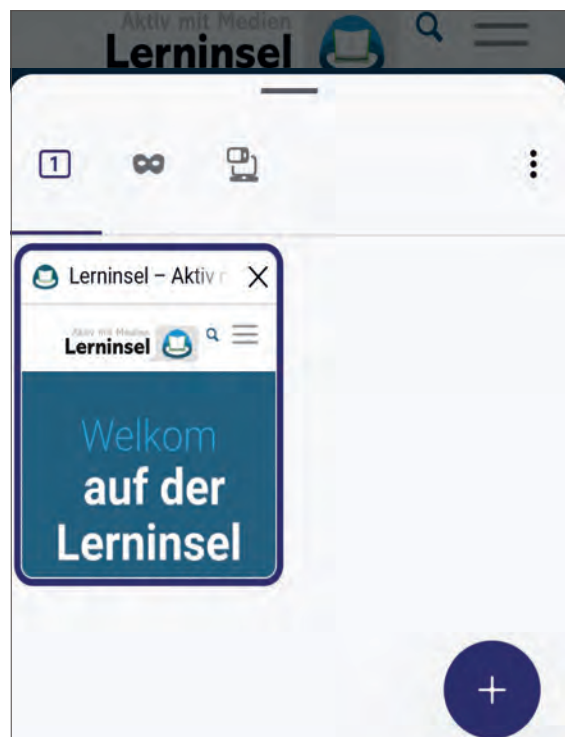 Aktiv mit Medien
Lerninsel
1
Lerninsel – Aktiv
Aktiv mit Medien
Lerninsel
Welkom
auf der
Lerninsel